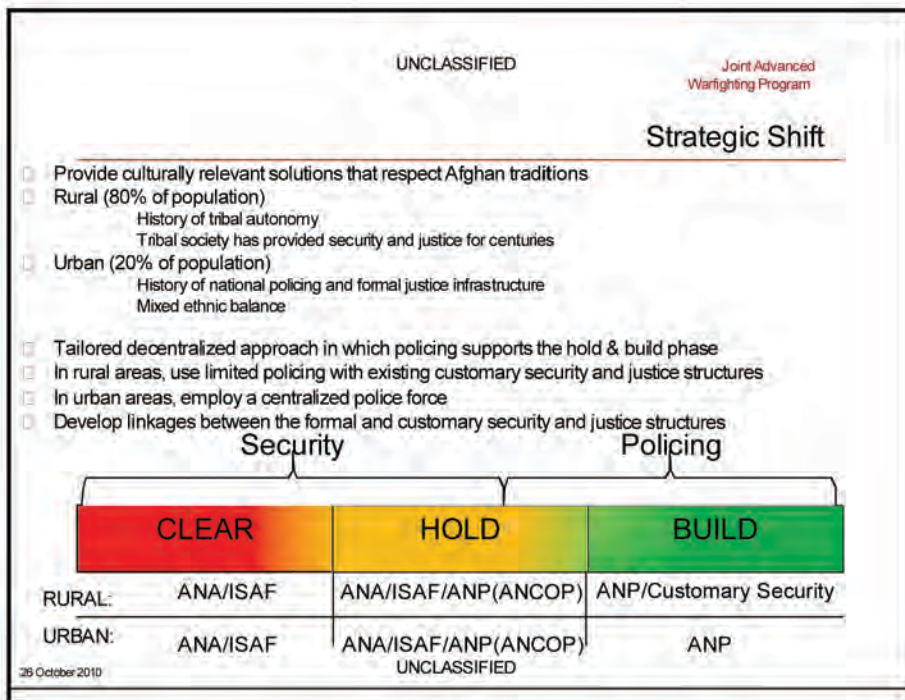 UNCLASSIFIED
Joint Advanced
Warfighting Program
Strategic Shift
Provide culturally relevant solutions that respect Afghan traditions
Rural (80% of population)
History of tribal autonomy
Tribal society has provided security and justice for centuries
Urban (20% of population)
History of national policing and formal justice infrastructure
Mixed ethnic balance
Tailored decentralized approach in which policing supports the hold & build phase
In rural areas, use limited policing with existing customary security and justice structures
In urban areas, employ a centralized police force
Develop linkages between the formal and customary security and justice structures
Security Policing
CLEAR HOLD BUILD
RURAL: ANA/ISAF ANA/ISAF/ANP(ANCOP) ANP/Customary Security
URBAN: ANA/ISAF ANA/ISAF/ANP(ANCOP) ANP
26 October 2010 UNCLASSIFIED